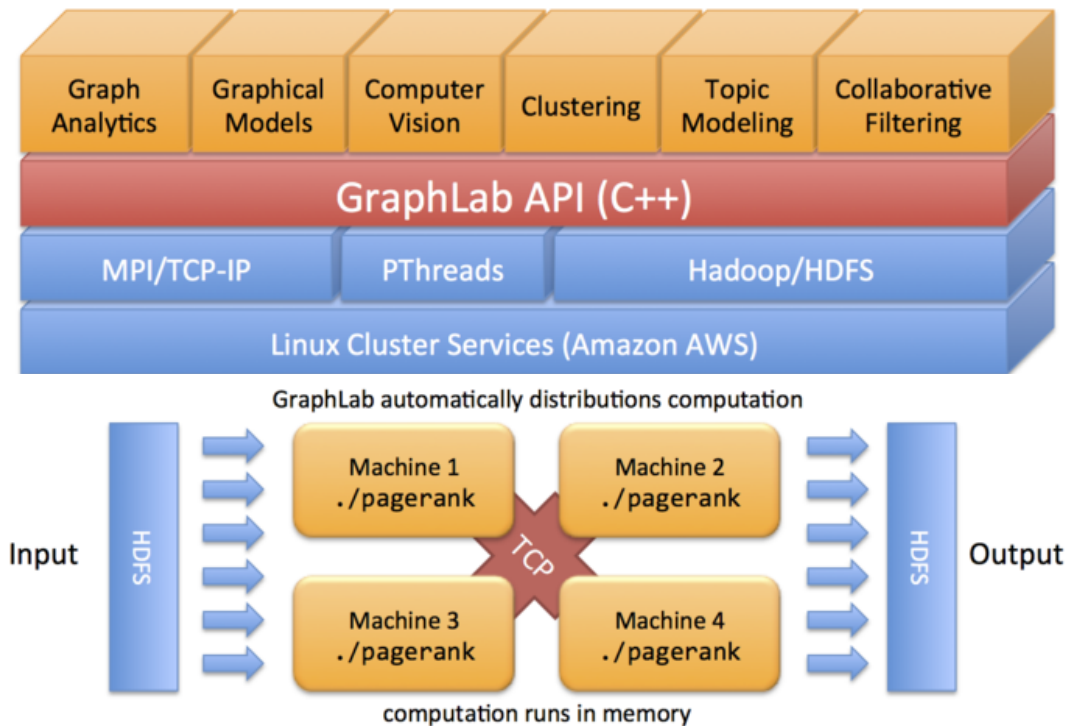 Graph
Analytics
Graphical
Models
Computer
Vision
Clustering
Topic
Modeling
Collaborative
Filtering
GraphLab API (C++)
MPI/TCP-IP
PThreads
Hadoop/HDFS
Linux Cluster Services (Amazon AWS)
GraphLab automatically distributions computation
Input
HDFS
Machine 1
./pagerank
Machine 2
./pagerank
TCP
Machine 3
./pagerank
Machine 4
./pagerank
HDFS
Output
computation runs in memory